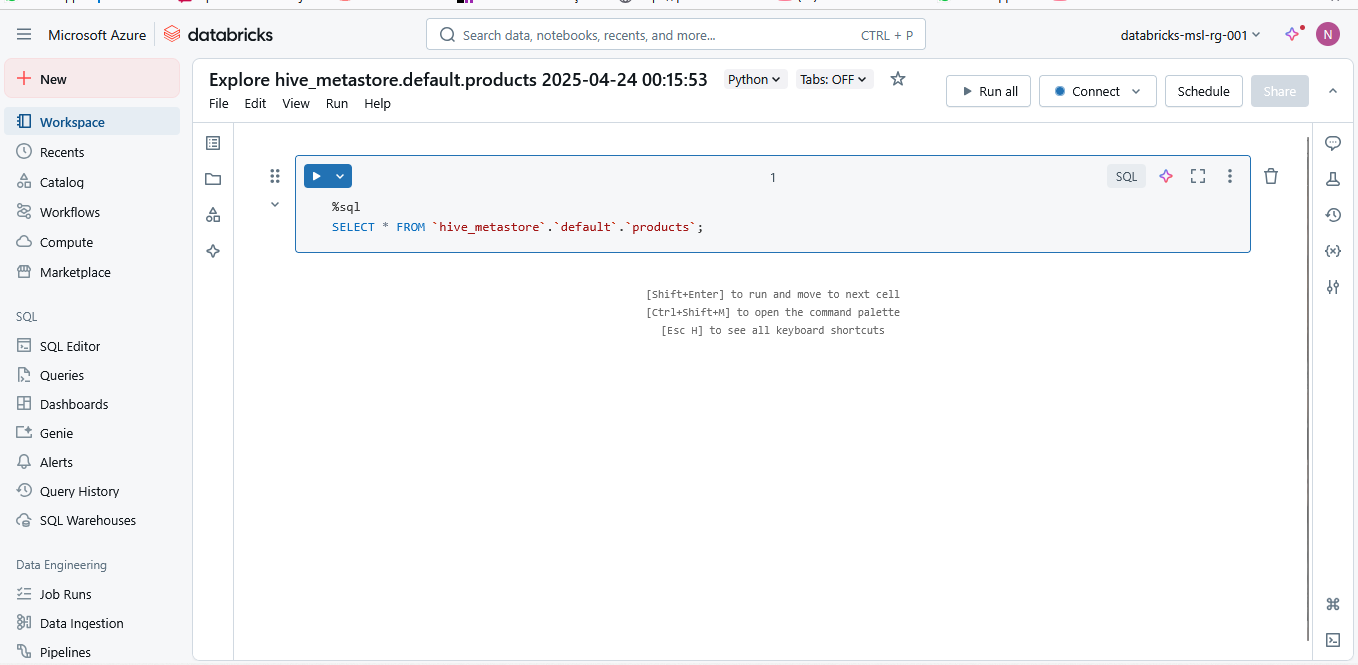 Microsoft Azure
databricks
Search data, notebooks, recents, and more...
CTRL + P
databricks-msl-rg-001
N
New
Workspace
Recents
Catalog
Workflows
Compute
Marketplace
SQL
SQL Editor
Queries
Dashboards
Genie
Alerts
Query History
SQL Warehouses
Data Engineering
Job Runs
Data Ingestion
Pipelines
Explore hive_metastore.default.products 2025-04-24 00:15:53
Python
Tabs: OFF
File Edit View Run Help
Run all
Connect
Schedule
Share
1
SQL
%sql
SELECT * FROM `hive_metastore`.`default`.`products`;
[Shift+Enter] to run and move to next cell
[Ctrl+Shift+M] to open the command palette
[Esc H] to see all keyboard shortcuts